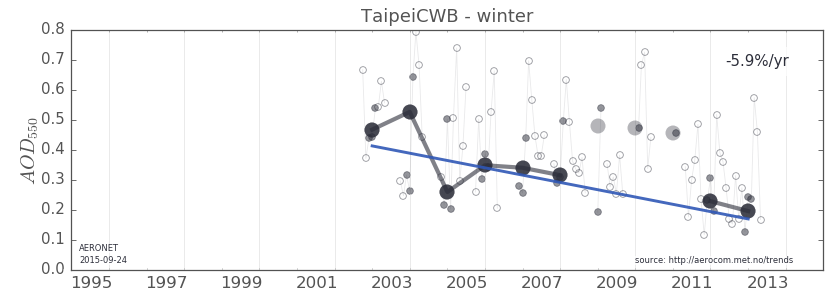 TaipeiCWB - winter
0.8
0.7
0.6
0.5
0.4
0.3
0.2
0.1
0.0
AOD550
-5.9%/yr
AERONET
2015-09-24
source: http://aerocom.met.no/trends
1995 1997 1999 2001 2003 2005 2007 2009 2011 2013